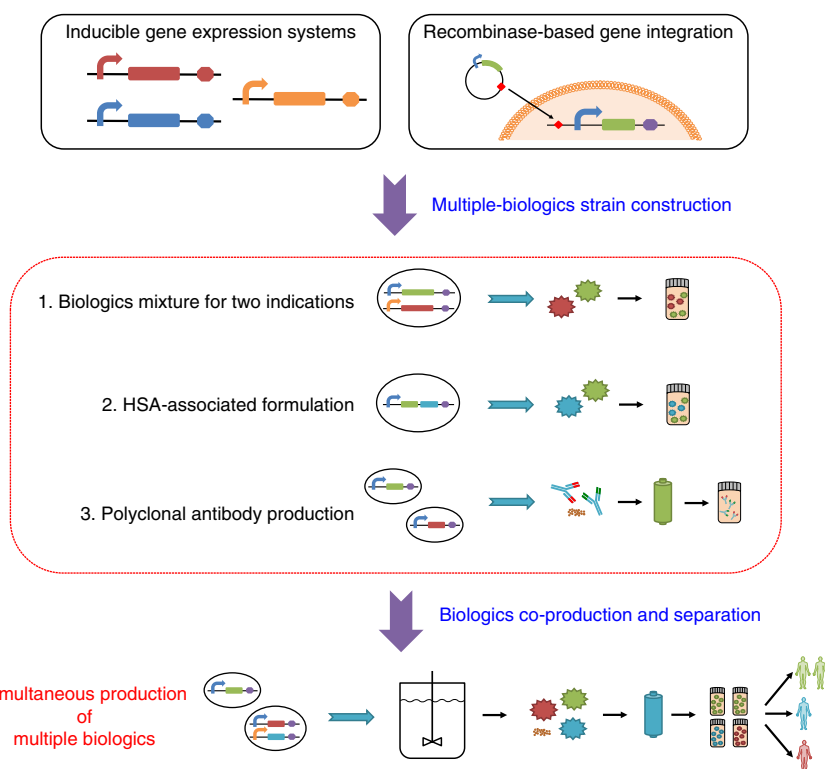 Inducible gene expression systems
Recombinase-based gene integration
Multiple-biologics strain construction
1. Biologics mixture for two indications
2. HSA-associated formulation
3. Polyclonal antibody production
Biologics co-production and separation
multaneous production
of
multiple biologics